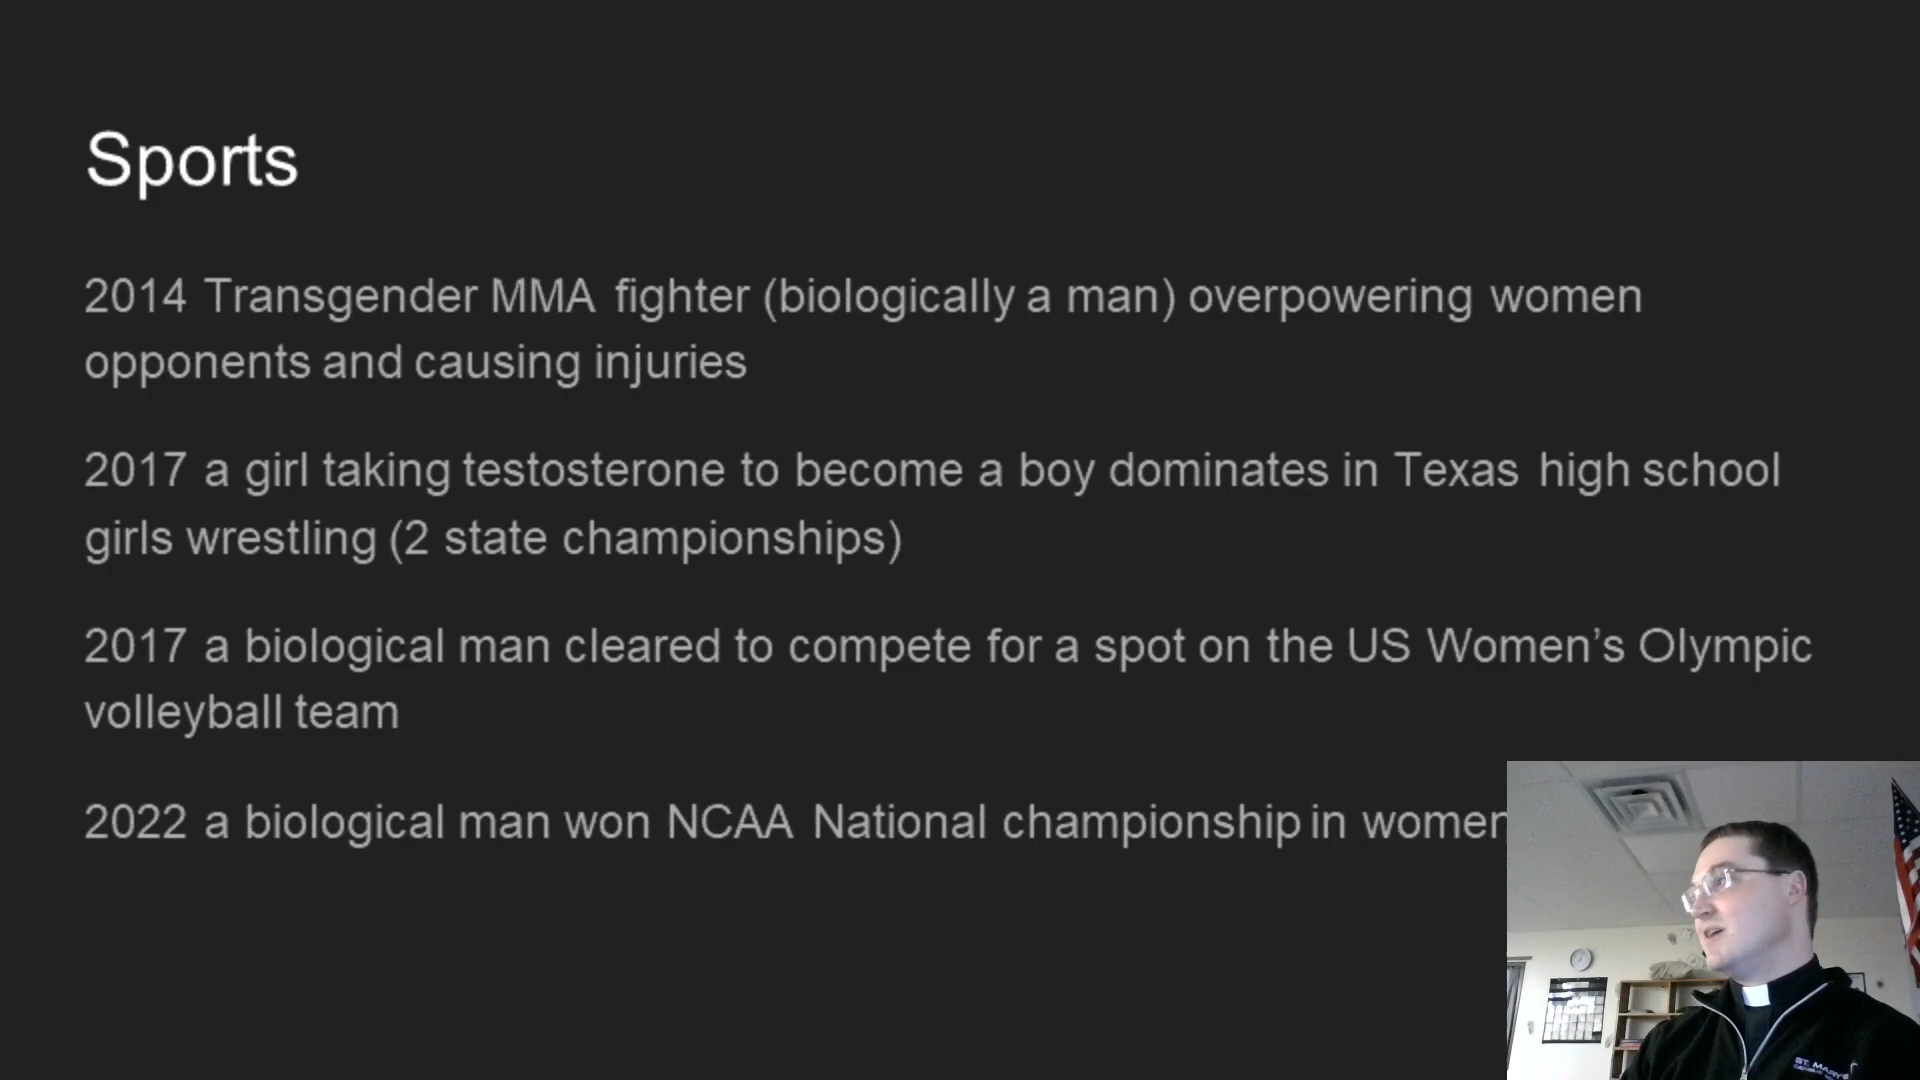 Sports
2014 Transgender MMA fighter (biologically a man) overpowering women
opponents and causing injuries
2017 a girl taking testosterone to become a boy dominates in Texas high school
girls wrestling (2 state championships)
2017 a biological man cleared to compete for a spot on the US Women’s Olympic
volleyball team
2022 a biological man won NCAA National championship in women
ST. MARY'S